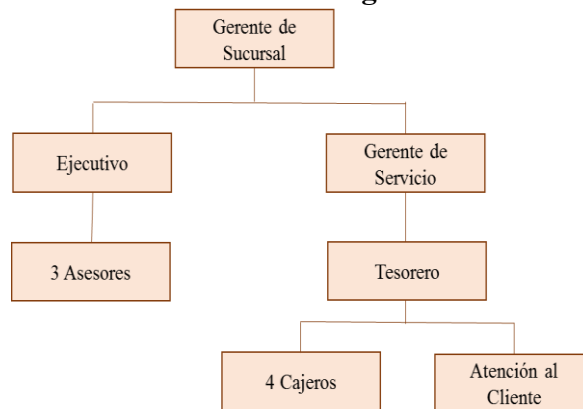 Gerente de
Sucursal
Ejecutivo
Gerente de
Servicio
3 Asesores
Tesorero
4 Cajeros
Atención al
Cliente